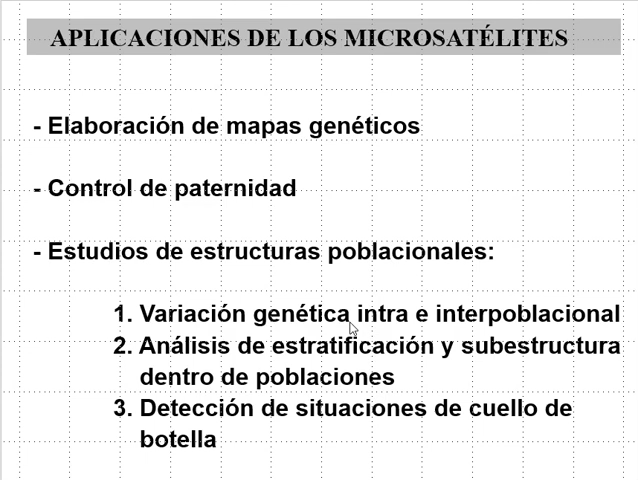 APLICACIONES DE LOS MICROSATÉLITES
- Elaboración de mapas genéticos
- Control de paternidad
- Estudios de estructuras poblacionales:
1. Variación genética intra e interpoblacional
2. Análisis de estratificación y subestructura
dentro de poblaciones
3. Detección de situaciones de cuello de
botella